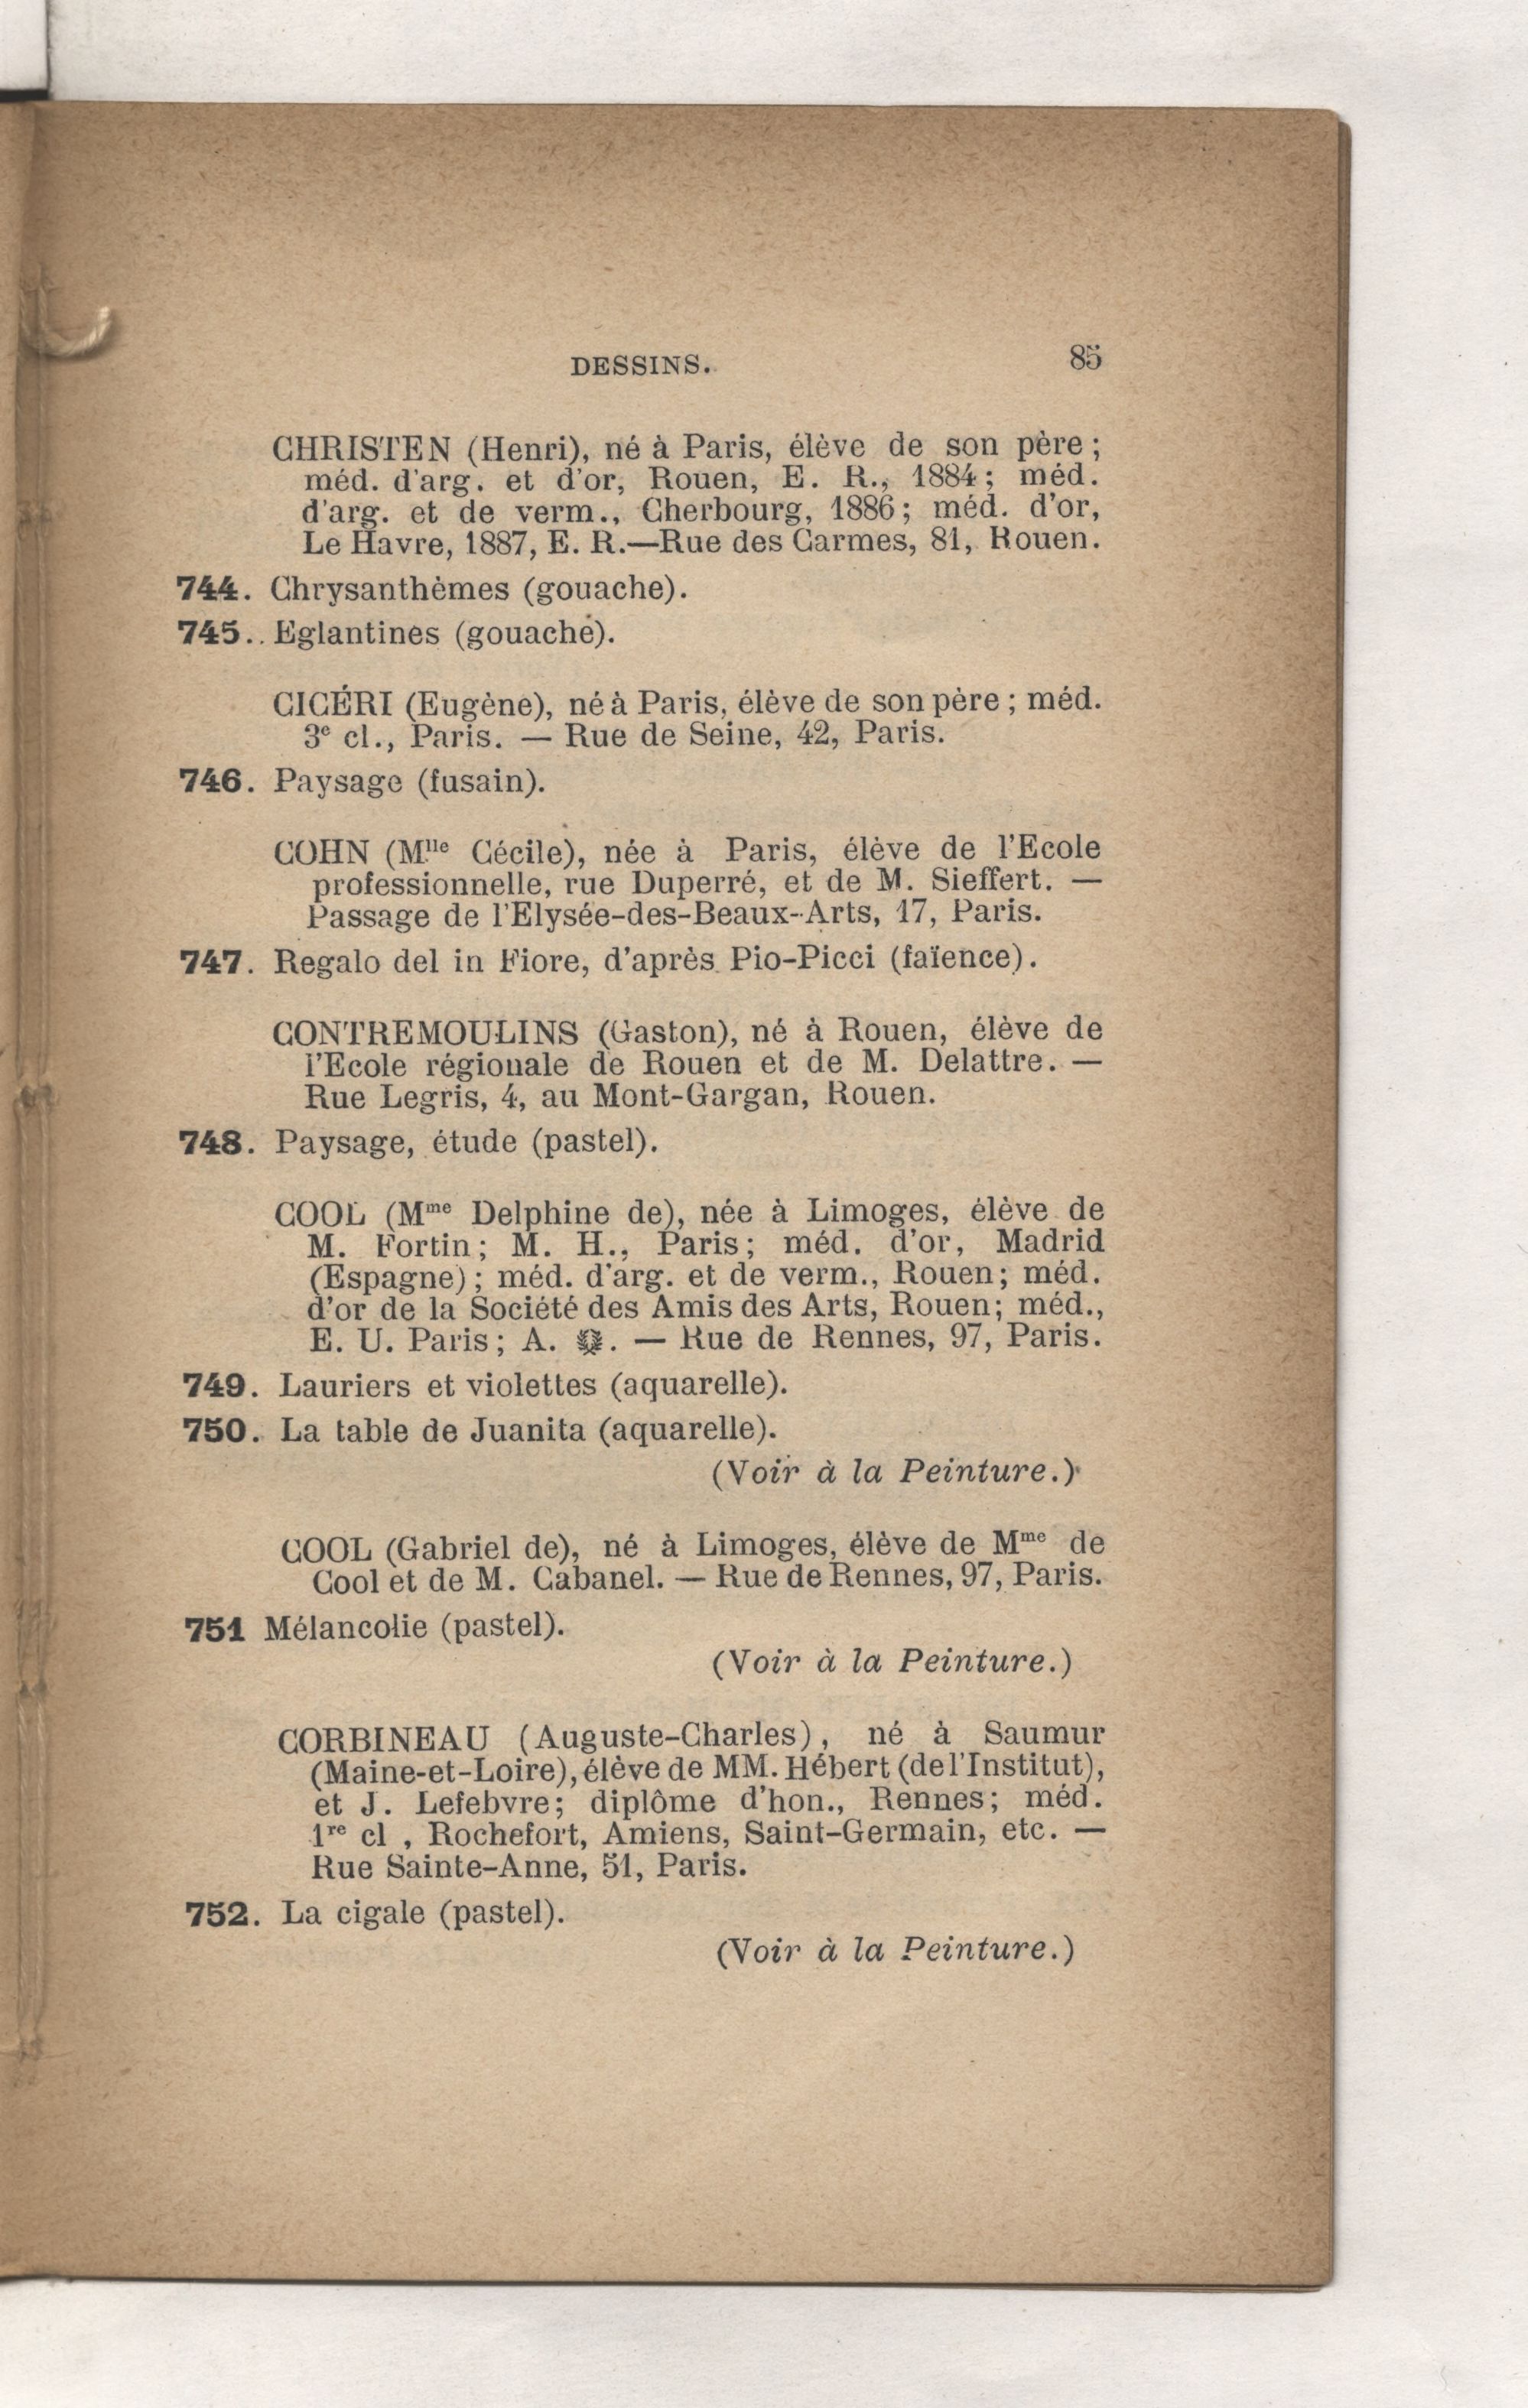 DESSINS. 85
CHRISTEN (Henri), né à Paris, élève de son père ;
méd. d'arg. et d'or, Rouen, E. R., 1884 ; méd.
d'arg. et de verm., Cherbourg, 1886 ; méd. d'or,
Le Havre, 1887, E. R.—Rue des Carmes, 81, Rouen.
744. Chrysanthèmes (gouache).
745. Eglantines (gouache).
CICÉRI (Eugène), né à Paris, élève de son père ; méd.
3e cl., Paris. — Rue de Seine, 42, Paris.
746. Paysage (fusain).
COHN (Mlle Cécile), née à Paris, élève de l'Ecole
professionnelle, rue Duperré, et de M. Sieffert. —
Passage de l'Elysée-des-Beaux-Arts, 17, Paris.
747. Regalo del in Fiore, d'après Pio-Picci (faïence).
CONTREMOULINS (Gaston), né à Rouen, élève de
l'Ecole régionale de Rouen et de M. Delattre. —
Rue Legris, 4, au Mont-Gargan, Rouen.
748. Paysage, étude (pastel).
COOL (Mme Delphine de), née à Limoges, élève de
M. Fortin ; M. H., Paris ; méd. d'or, Madrid
(Espagne) ; méd. d'arg. et de verm., Rouen ; méd.
d'or de la Société des Amis des Arts, Rouen ; méd.,
E. U. Paris ; A. . — Rue de Rennes, 97, Paris.
749. Lauriers et violettes (aquarelle).
750. La table de Juanita (aquarelle).
(Voir à la Peinture.)
COOL (Gabriel de), né à Limoges, élève de Mme de
Cool et de M. Cabanel. — Rue de Rennes, 97, Paris.
751 Mélancolie (pastel).
(Voir à la Peinture.)
CORBINEAU (Auguste-Charles), né à Saumur
(Maine-et-Loire), élève de MM. Hébert (de l'Institut),
et J. Lefebvre ; diplôme d'hon., Rennes ; méd.
1re cl , Rochefort, Amiens, Saint-Germain, etc. —
Rue Sainte-Anne, 51, Paris.
752. La cigale (pastel).
(Voir à la Peinture.)